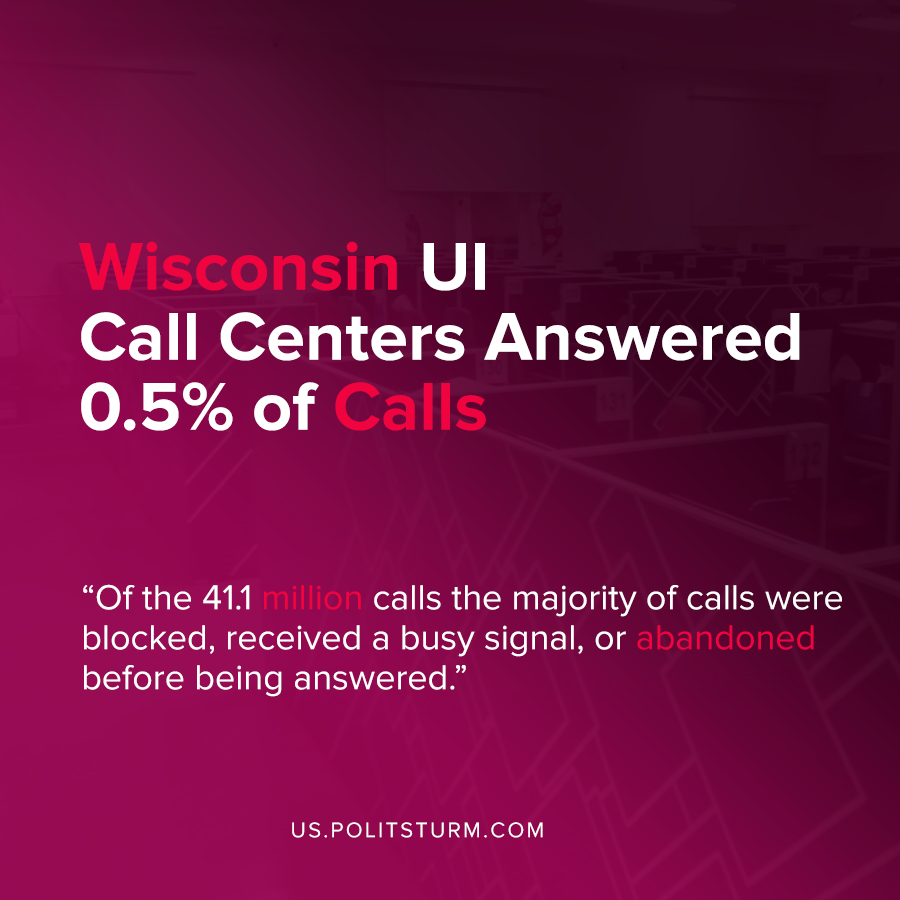 Wisconsin UI
Call Centers Answered
0.5% of Calls
“Of the 41.1 million calls the majority of calls were
blocked, received a busy signal, or abandoned
before being answered.”
US.POLITSTURM.COM